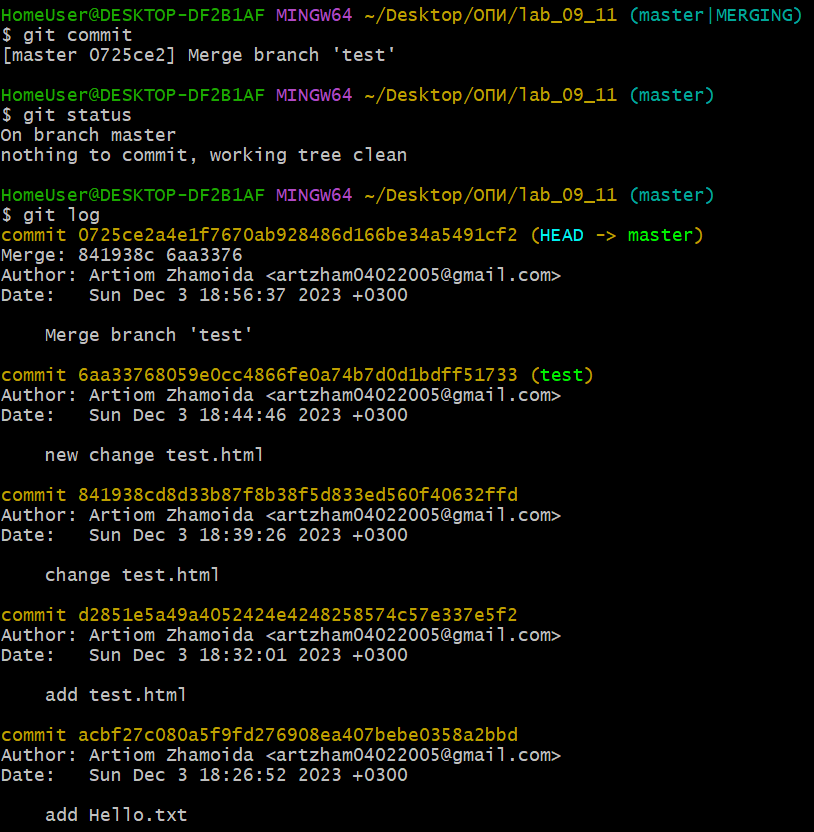 HomeUser@DESKTOP-DF2B1AF MINGW64 ~/Desktop/ОПИ/lab_09_11 (master|MERGING)
$ git commit
[master 0725ce2] Merge branch 'test'
HomeUser@DESKTOP-DF2B1AF MINGW64 ~/Desktop/ОПИ/lab_09_11 (master)
$ git status
On branch master
nothing to commit, working tree clean
HomeUser@DESKTOP-DF2B1AF MINGW64 ~/Desktop/ОПИ/lab_09_11 (master)
$ git log
commit 0725ce2a4e1f7670ab928486d166be34a5491cf2 (HEAD -> master)
Merge: 841938c 6aa3376
Author: Artiom Zhamoida <artzham04022005@gmail.com>
Date:   Sun Dec 3 18:56:37 2023 +0300
    Merge branch 'test'
commit 6aa33768059e0cc4866fe0a74b7d0d1bdff51733 (test)
Author: Artiom Zhamoida <artzham04022005@gmail.com>
Date:   Sun Dec 3 18:44:46 2023 +0300
    new change test.html
commit 841938cd8d33b87f8b38f5d833ed560f40632ffd
Author: Artiom Zhamoida <artzham04022005@gmail.com>
Date:   Sun Dec 3 18:39:26 2023 +0300
    change test.html
commit d2851e5a49a4052424e4248258574c57e337e5f2
Author: Artiom Zhamoida <artzham04022005@gmail.com>
Date:   Sun Dec 3 18:32:01 2023 +0300
    add test.html
commit acbf27c080a5f9fd276908ea407bebe0358a2bbd
Author: Artiom Zhamoida <artzham04022005@gmail.com>
Date:   Sun Dec 3 18:26:52 2023 +0300
    add Hello.txt